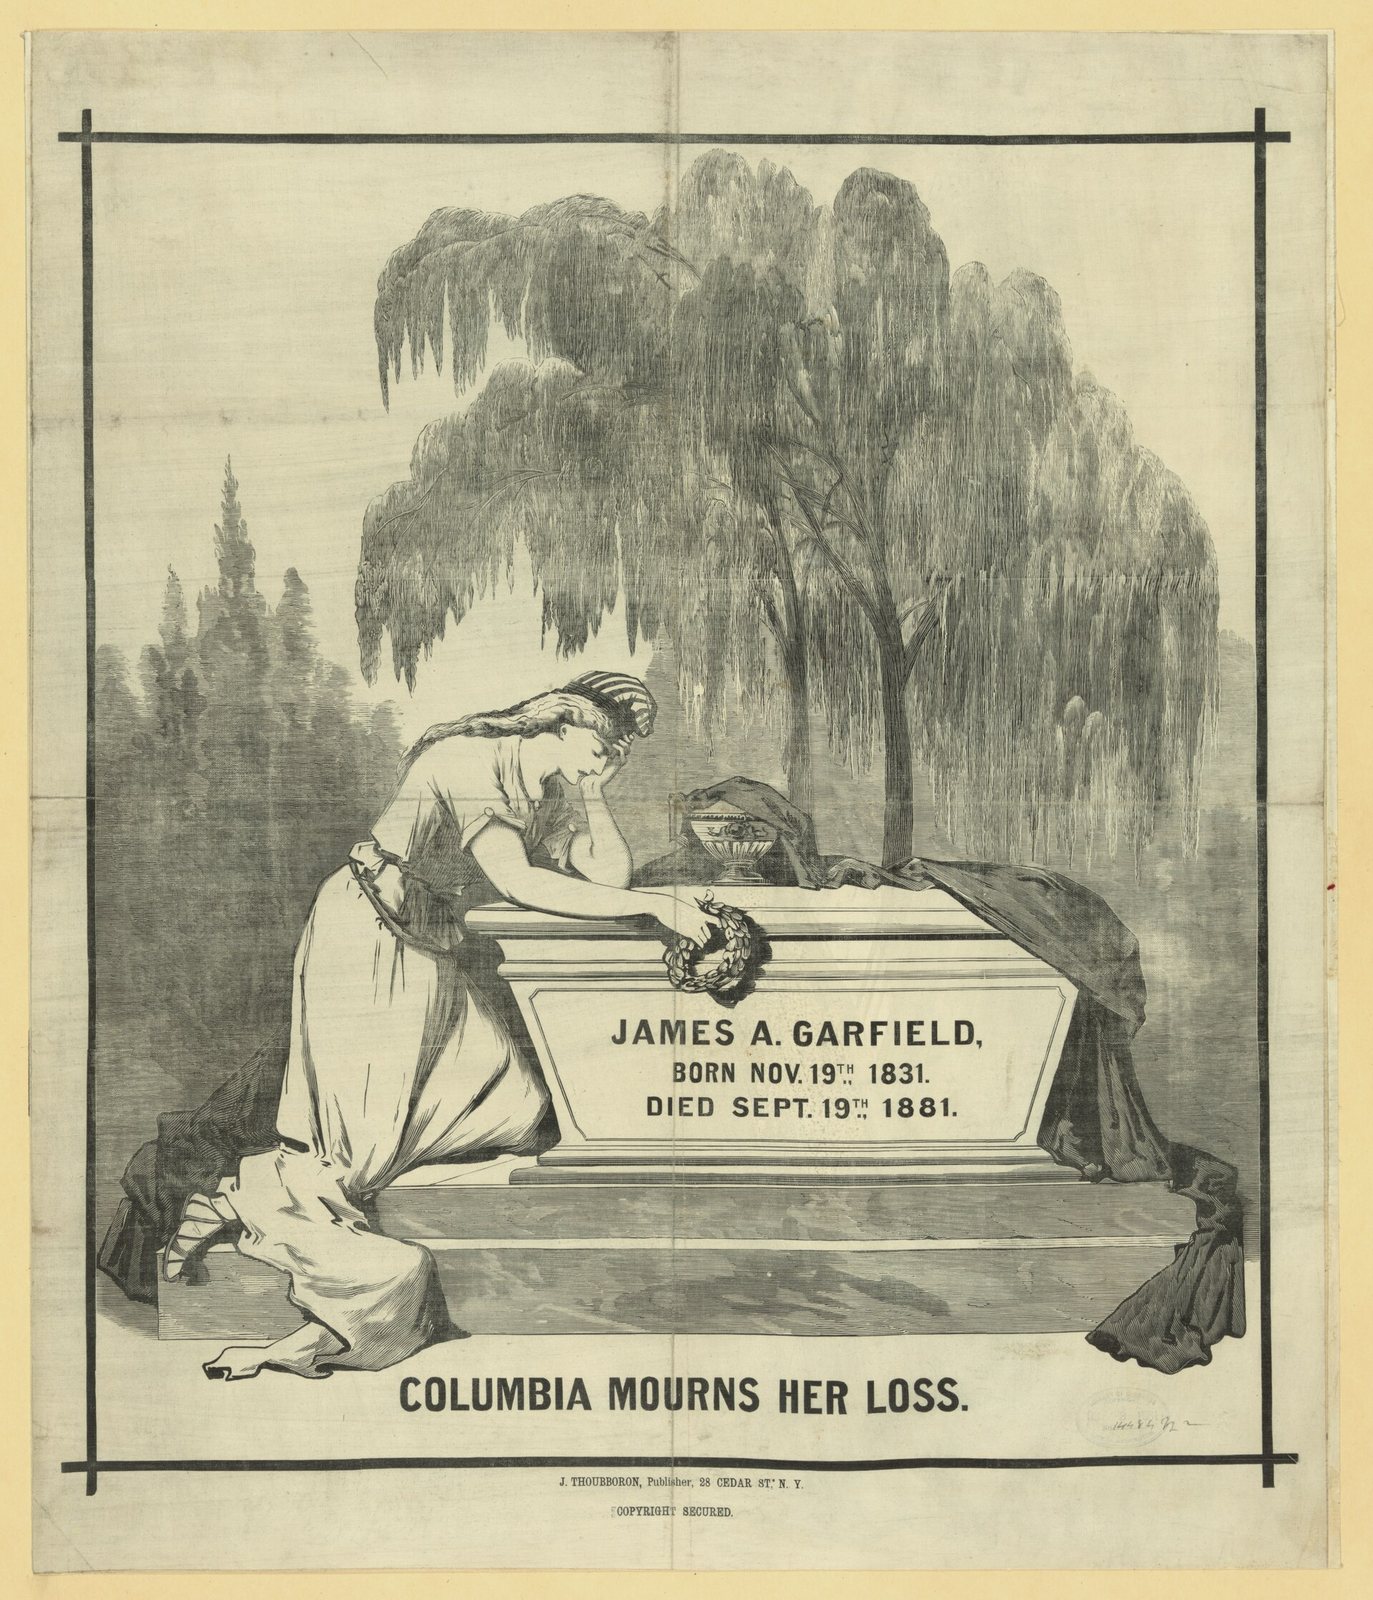 JAMES A. GARFIELD,
BORN NOV. 19TH., 1831.
DIED SEPT. 19TH., 1881.
COLUMBIA MOURNS HER LOSS.
J. THOUBBORON, Publisher, 28 CEDAR ST., N. Y.
COPYRIGHT SECURED.